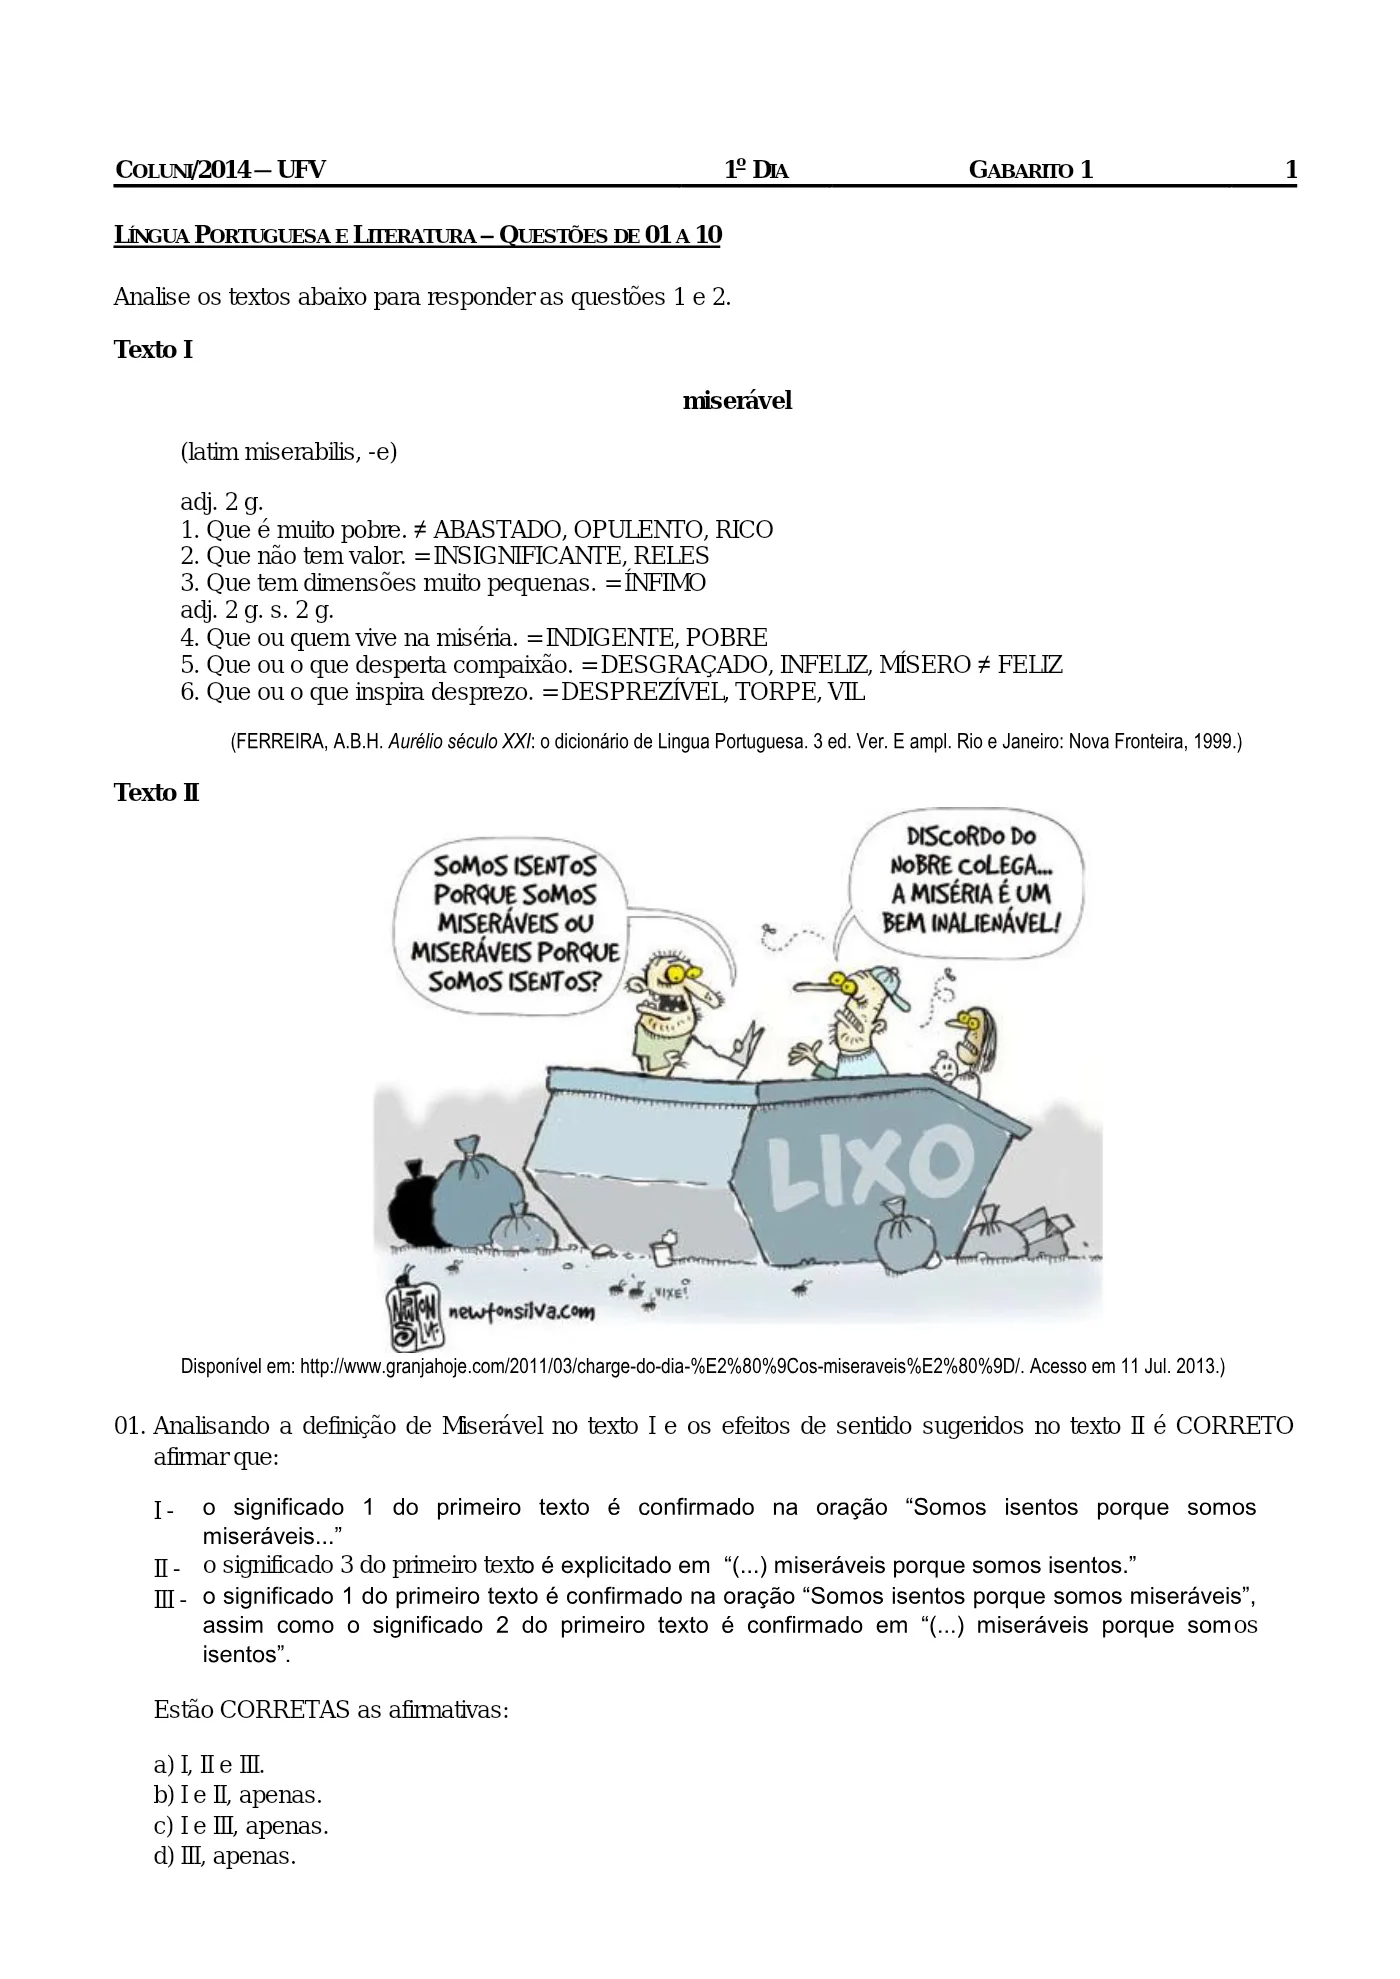 COLUNI/2014 – UFV 1º DIA GABARITO 1 1
LÍNGUA PORTUGUESA E LITERATURA – QUESTÕES DE 01 A 10
Analise os textos abaixo para responder as questões 1 e 2.
Texto I
miserável
(latim miserabilis, -e)
adj. 2 g.
1. Que é muito pobre. ≠ ABASTADO, OPULENTO, RICO
2. Que não tem valor. = INSIGNIFICANTE, RELES
3. Que tem dimensões muito pequenas. = ÍNFIMO
adj. 2 g. s. 2 g.
4. Que ou quem vive na miséria. = INDIGENTE, POBRE
5. Que ou o que desperta compaixão. = DESGRAÇADO, INFELIZ, MÍSERO ≠ FELIZ
6. Que ou o que inspira desprezo. = DESPREZÍVEL, TORPE, VIL
(FERREIRA, A.B.H. Aurélio século XXI: o dicionário de Lingua Portuguesa. 3 ed. Ver. E ampl. Rio e Janeiro: Nova Fronteira, 1999.)
Texto II
SOMOS ISENTOS
PORQUE SOMOS
MISERÁVEIS OU
MISERÁVEIS PORQUE
SOMOS ISENTOS?
DISCORDO DO
NOBRE COLEGA...
A MISÉRIA É UM
BEM INALIENÁVEL!
LIXO
VIXE!
NEWTON
SILVA.
newtonsilva.com
Disponível em: http://www.granjahoje.com/2011/03/charge-do-dia-%E2%80%9Cos-miseraveis%E2%80%9D/. Acesso em 11 Jul. 2013.)
01. Analisando a definição de Miserável no texto I e os efeitos de sentido sugeridos no texto II é CORRETO
afirmar que:
I - o significado 1 do primeiro texto é confirmado na oração “Somos isentos porque somos
miseráveis...”
II - o significado 3 do primeiro texto é explicitado em “(...) miseráveis porque somos isentos.”
III - o significado 1 do primeiro texto é confirmado na oração “Somos isentos porque somos miseráveis”,
assim como o significado 2 do primeiro texto é confirmado em “(...) miseráveis porque somos
isentos”.
Estão CORRETAS as afirmativas:
a) I, II e III.
b) I e II, apenas.
c) I e III, apenas.
d) III, apenas.